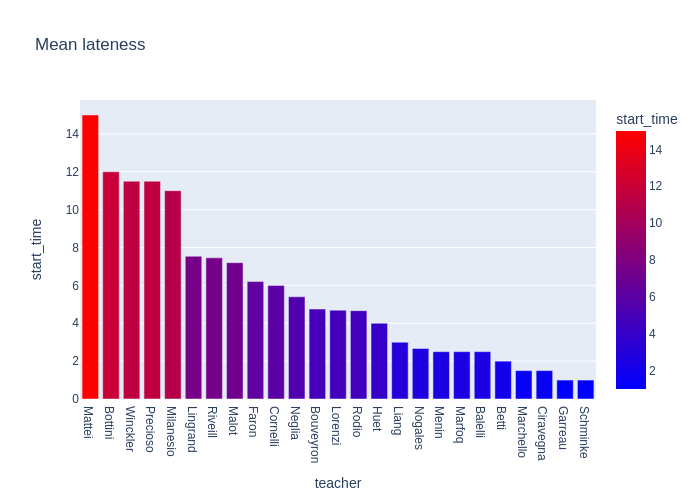 Mean lateness
start_time
14
12
10
8
6
4
2
0
Mattei
Bottini
Winckler
Precioso
Milanesio
Lingrand
Riveill
Malot
Faron
Cornelli
Neglia
Bouveyron
Lorenzi
Rodio
Huet
Liang
Nogales
Menin
Marfoq
Balelli
Betti
Marchello
Ciravegna
Garreau
Schminke
teacher
start_time
14
12
10
8
6
4
2